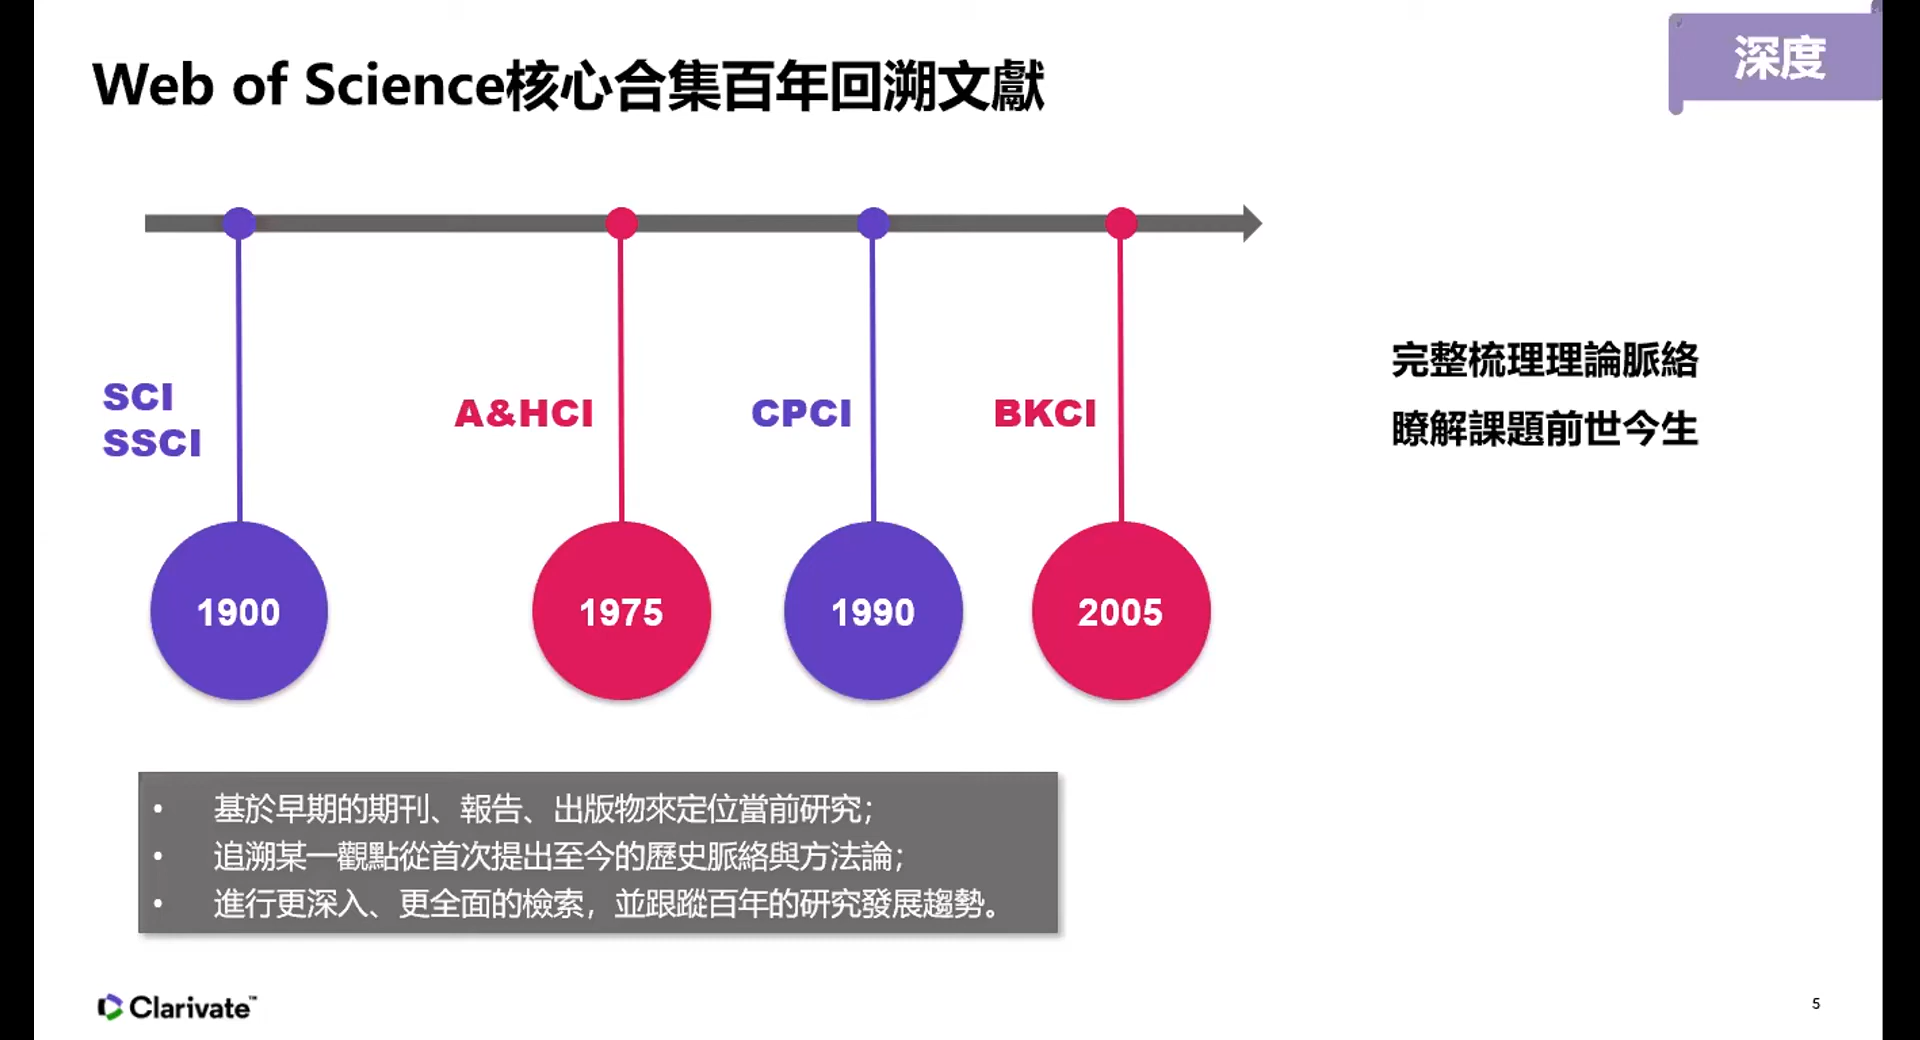 深度
Web of Science核心合集百年回溯文獻
SCI
SSCI
A&HCI
CPCI
BKCI
1900
1975
1990
2005
完整梳理理論脈絡
瞭解課題前世今生
• 基於早期的期刊、報告、出版物來定位當前研究;
• 追溯某一觀點從首次提出至今的歷史脈絡與方法論;
• 進行更深入、更全面的檢索，並跟蹤百年的研究發展趨勢。
Clarivate™
5